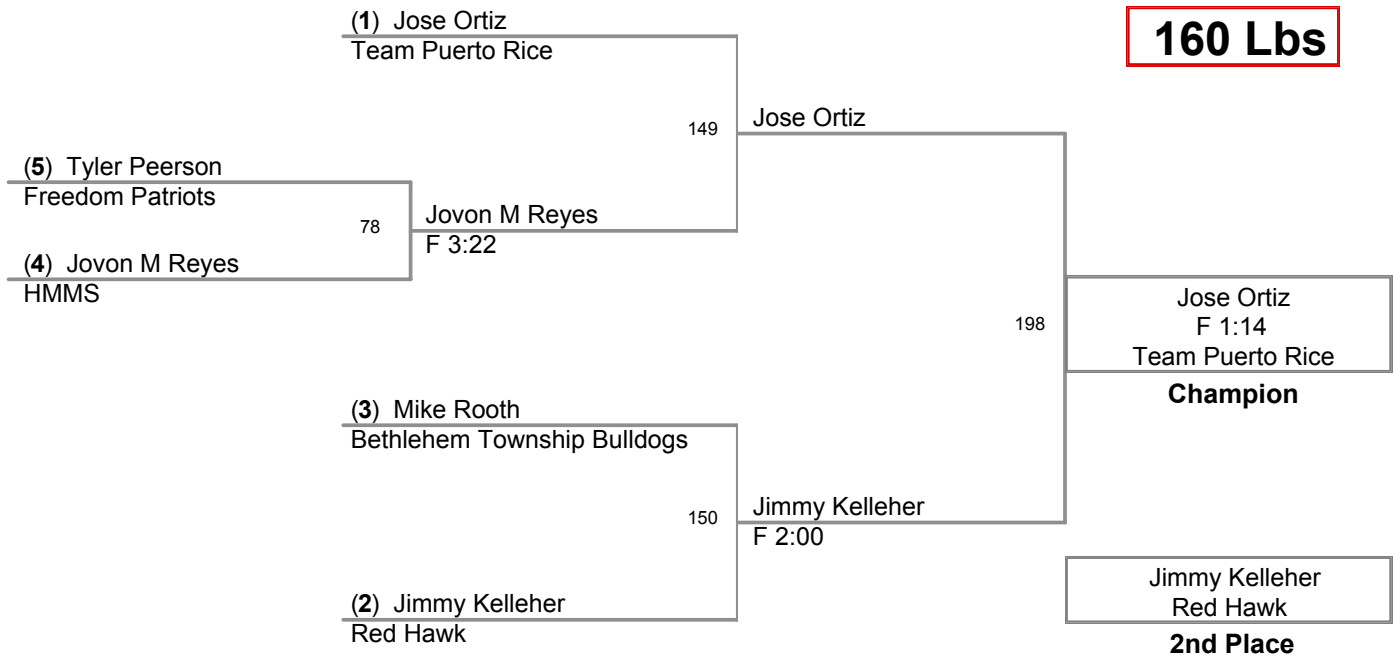 (1) Jose Ortiz
Team Puerto Rice
160 Lbs
149
Jose Ortiz
(5) Tyler Peerson
Freedom Patriots
78
Jovon M Reyes
F 3:22
(4) Jovon M Reyes
HMMS
198
Jose Ortiz
F 1:14
Team Puerto Rice
Champion
(3) Mike Rooth
Bethlehem Township Bulldogs
150
Jimmy Kelleher
F 2:00
(2) Jimmy Kelleher
Red Hawk
Jimmy Kelleher
Red Hawk
2nd Place